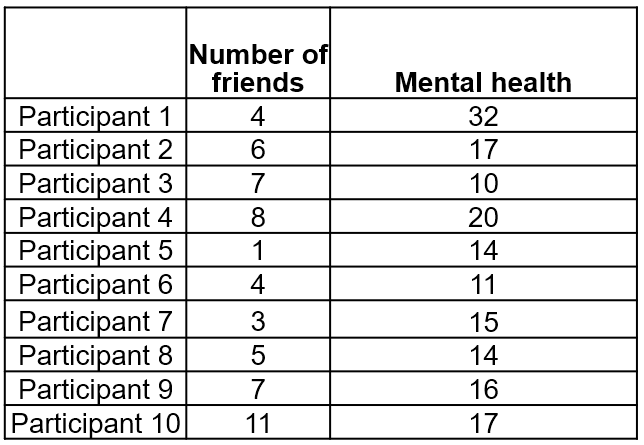 Number of
friends Mental health
Participant 1 4 32
Participant 2 6 17
Participant 3 7 10
Participant 4 8 20
Participant 5 1 14
Participant 6 4 11
Participant 7 3 15
Participant 8 5 14
Participant 9 7 16
Participant 10 11 17